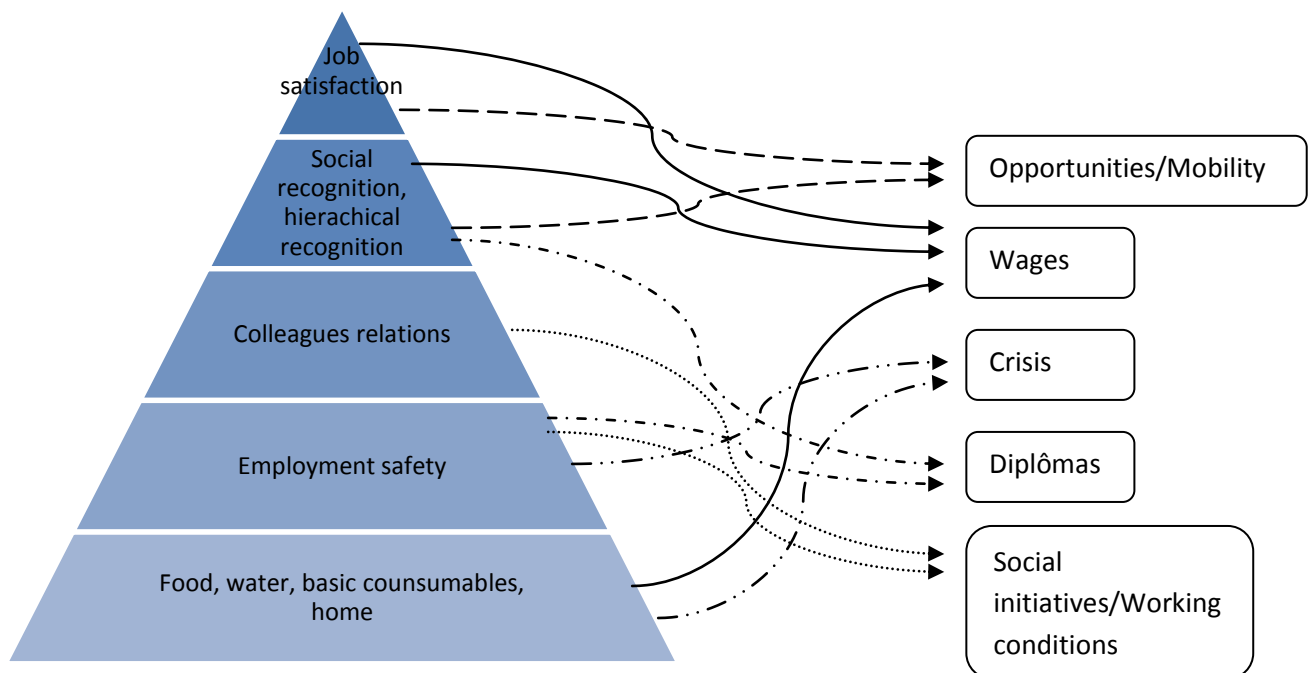 Job
satisfaction
Social
recognition,
hierachical
recognition
Colleagues relations
Employment safety
Food, water, basic counsumables,
home
Opportunities/Mobility
Wages
Crisis
Diplômas
Social
initiatives/Working
conditions